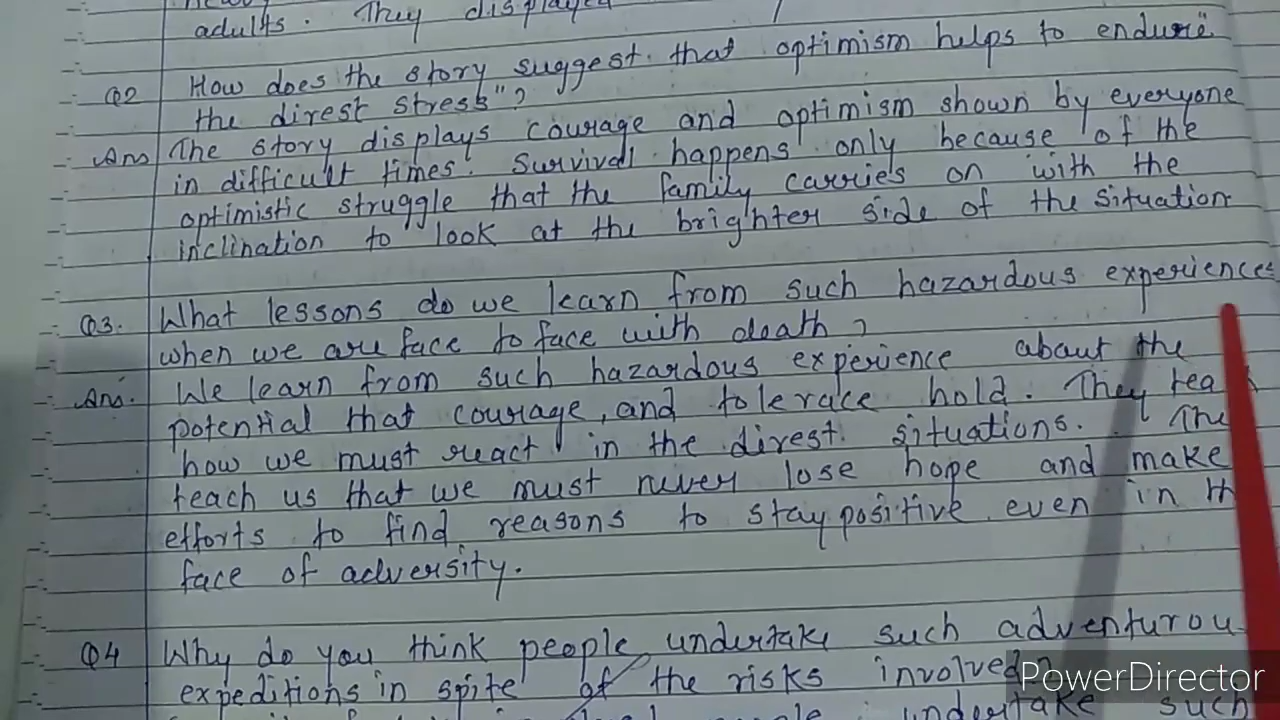 adults. They displayed
Q2 How does the story suggest. that optimism helps to endure"
the direst stress"?
Ans The story displays courage and optimism shown by everyone
in difficult times. Survival happens only because of the
optimistic struggle that the family carries on with the
inclination to look at the brighter side of the situation
Q3. What lessons do we learn from such hazardous experiences
when we are face to face with death ?
Ans. We learn from such hazardous experience about the
potential that courage, and tolerace hold. They
how we must react in the direst. situations. The
teach us that we must never lose hope and make
efforts to find reasons to stay positive even in
face of adversity.
Q4 Why do you think people undertake such adventurou
expeditions in spite of the risks involved?
people undertake such
PowerDirector